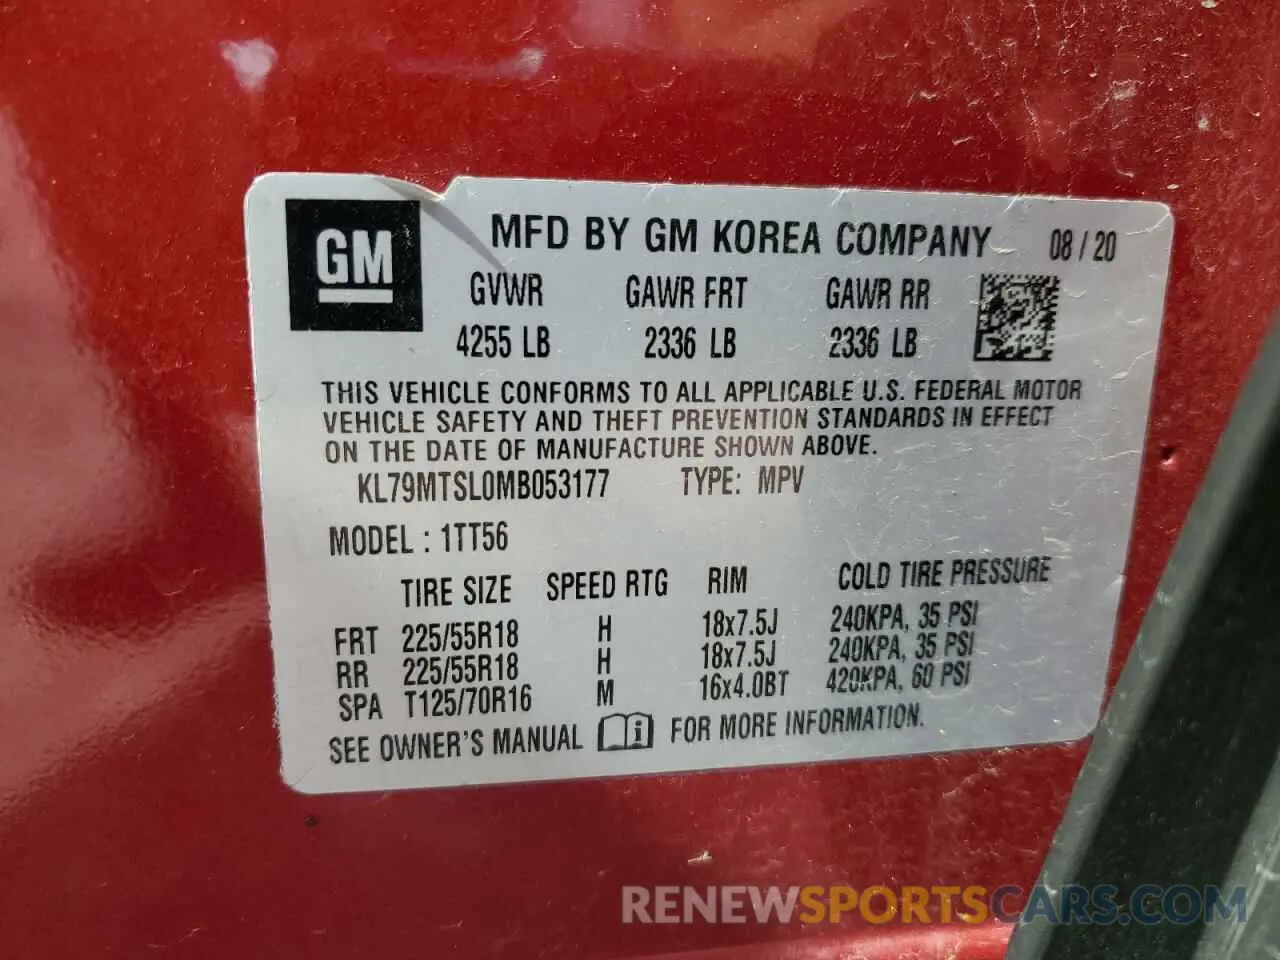 GM
MFD BY GM KOREA COMPANY 08 / 20
GVWR GAWR FRT GAWR RR
4255 LB 2336 LB 2336 LB
THIS VEHICLE CONFORMS TO ALL APPLICABLE U.S. FEDERAL MOTOR
VEHICLE SAFETY AND THEFT PREVENTION STANDARDS IN EFFECT
ON THE DATE OF MANUFACTURE SHOWN ABOVE.
KL79MTSL0MB053177 TYPE: MPV
MODEL : 1TT56
TIRE SIZE SPEED RTG RIM COLD TIRE PRESSURE
FRT 225/55R18 H 18x7.5J 240KPA, 35 PSI
RR 225/55R18 H 18x7.5J 240KPA, 35 PSI
SPA T125/70R16 M 16x4.0BT 420KPA, 60 PSI
SEE OWNER'S MANUAL i FOR MORE INFORMATION.
RENEWSPORTSCARS.COM